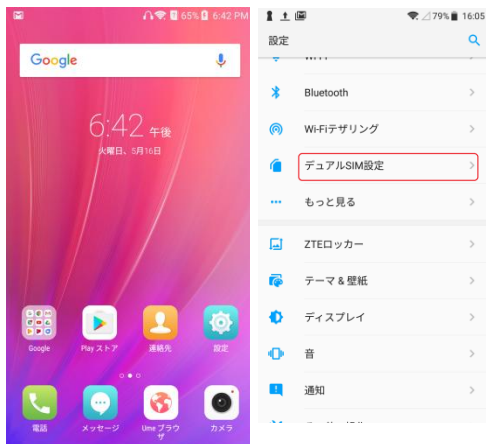 65% 6:42 PM
Google
6:42 午後
火曜日、5月16日
Google
Play ストア
連絡先
設定
電話
メッセージ
Ume ブラウ
ザ
カメラ
79% 16:05
設定
Bluetooth
Wi-Fiテザリング
デュアルSIM設定
もっと見る
ZTEロッカー
テーマ & 壁紙
ディスプレイ
音
通知